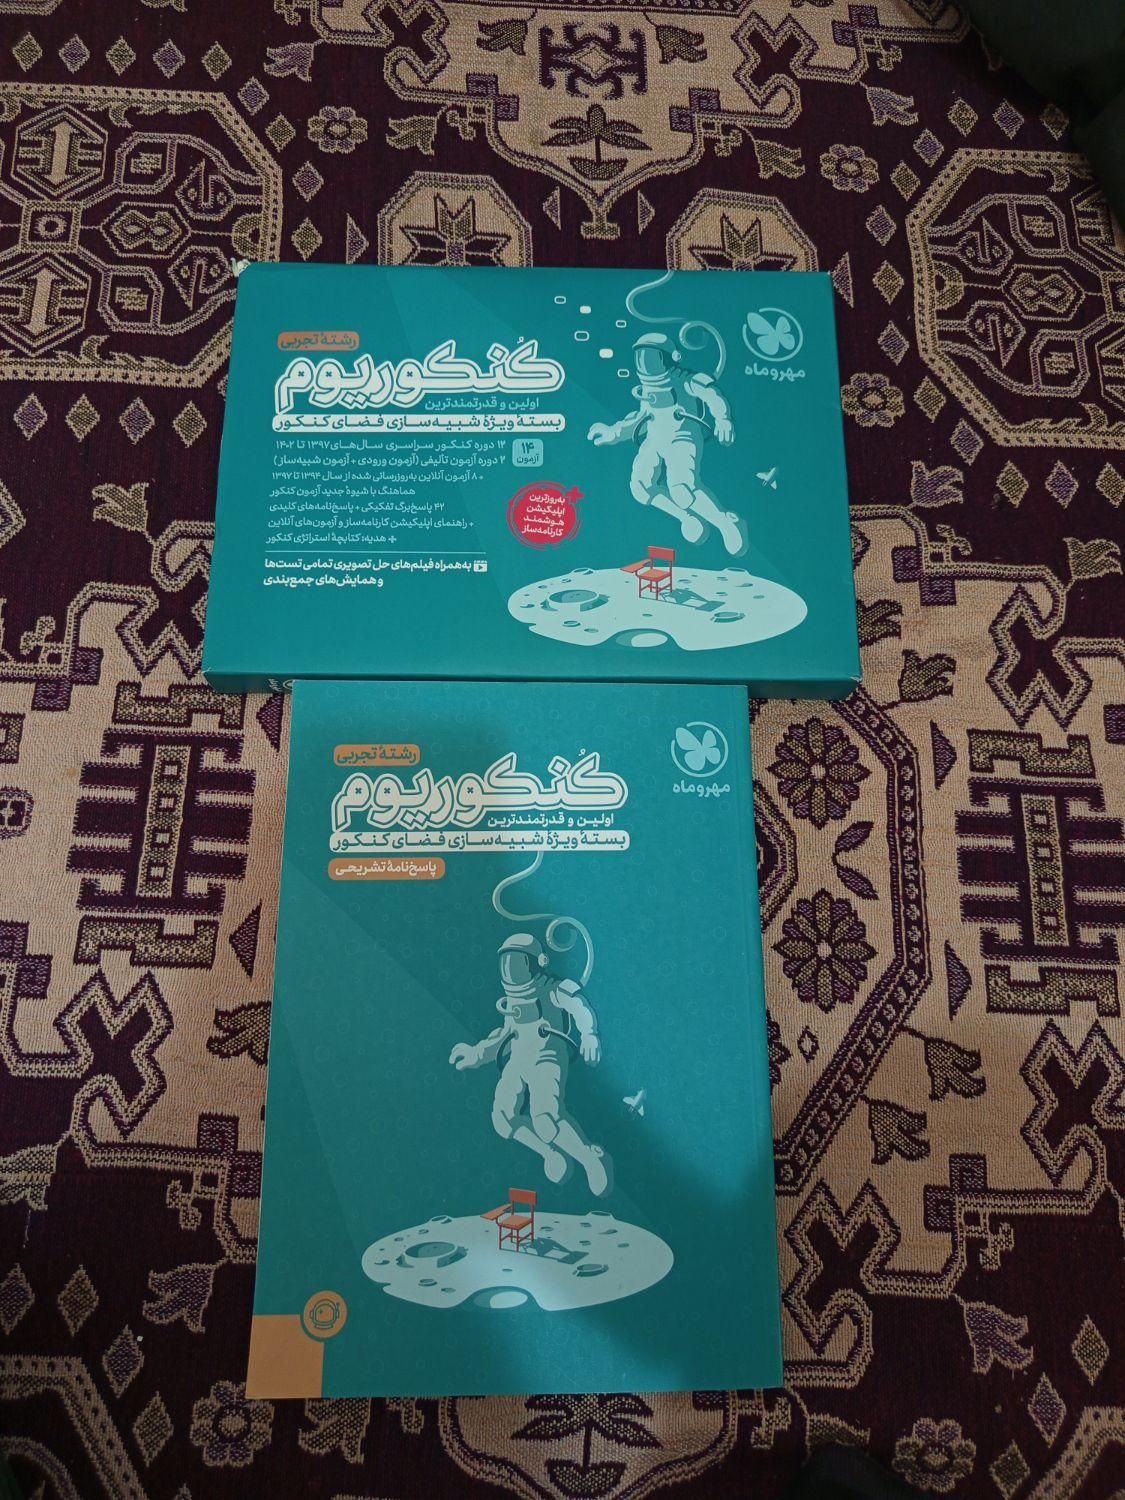 مهروماه
رشتهٔ تجربی
کُنکوریوم
اولین و قدرتمندترین
بستهٔ ویژهٔ شبیه‌سازی فضای کنکور
۱۴
آزمون
۱۲ دوره کنکور سراسری سال‌های ۱۳۹۷ تا ۱۴۰۲
۲ دوره آزمون تألیفی (آزمون ورودی + آزمون شبیه‌ساز)
+ ۸ آزمون آنلاین به‌روزرسانی شده از سال ۱۳۹۴ تا ۱۳۹۷
هماهنگ با شیوهٔ جدید آزمون کنکور
۴۲ پاسخ‌برگ تفکیکی + پاسخ‌نامه‌های کلیدی
+ راهنمای اپلیکیشن کارنامه‌ساز و آزمون‌های آنلاین
+ هدیه: کتابچهٔ استراتژی کنکور
به‌همراه فیلم‌های حل تصویری تمامی تست‌ها
و همایش‌های جمع‌بندی
به‌روزترین
اپلیکیشن
هوشمند
کارنامه‌ساز
مهروماه
رشتهٔ تجربی
کُنکوریوم
اولین و قدرتمندترین
بستهٔ ویژهٔ شبیه‌سازی فضای کنکور
پاسخ‌نامهٔ تشریحی